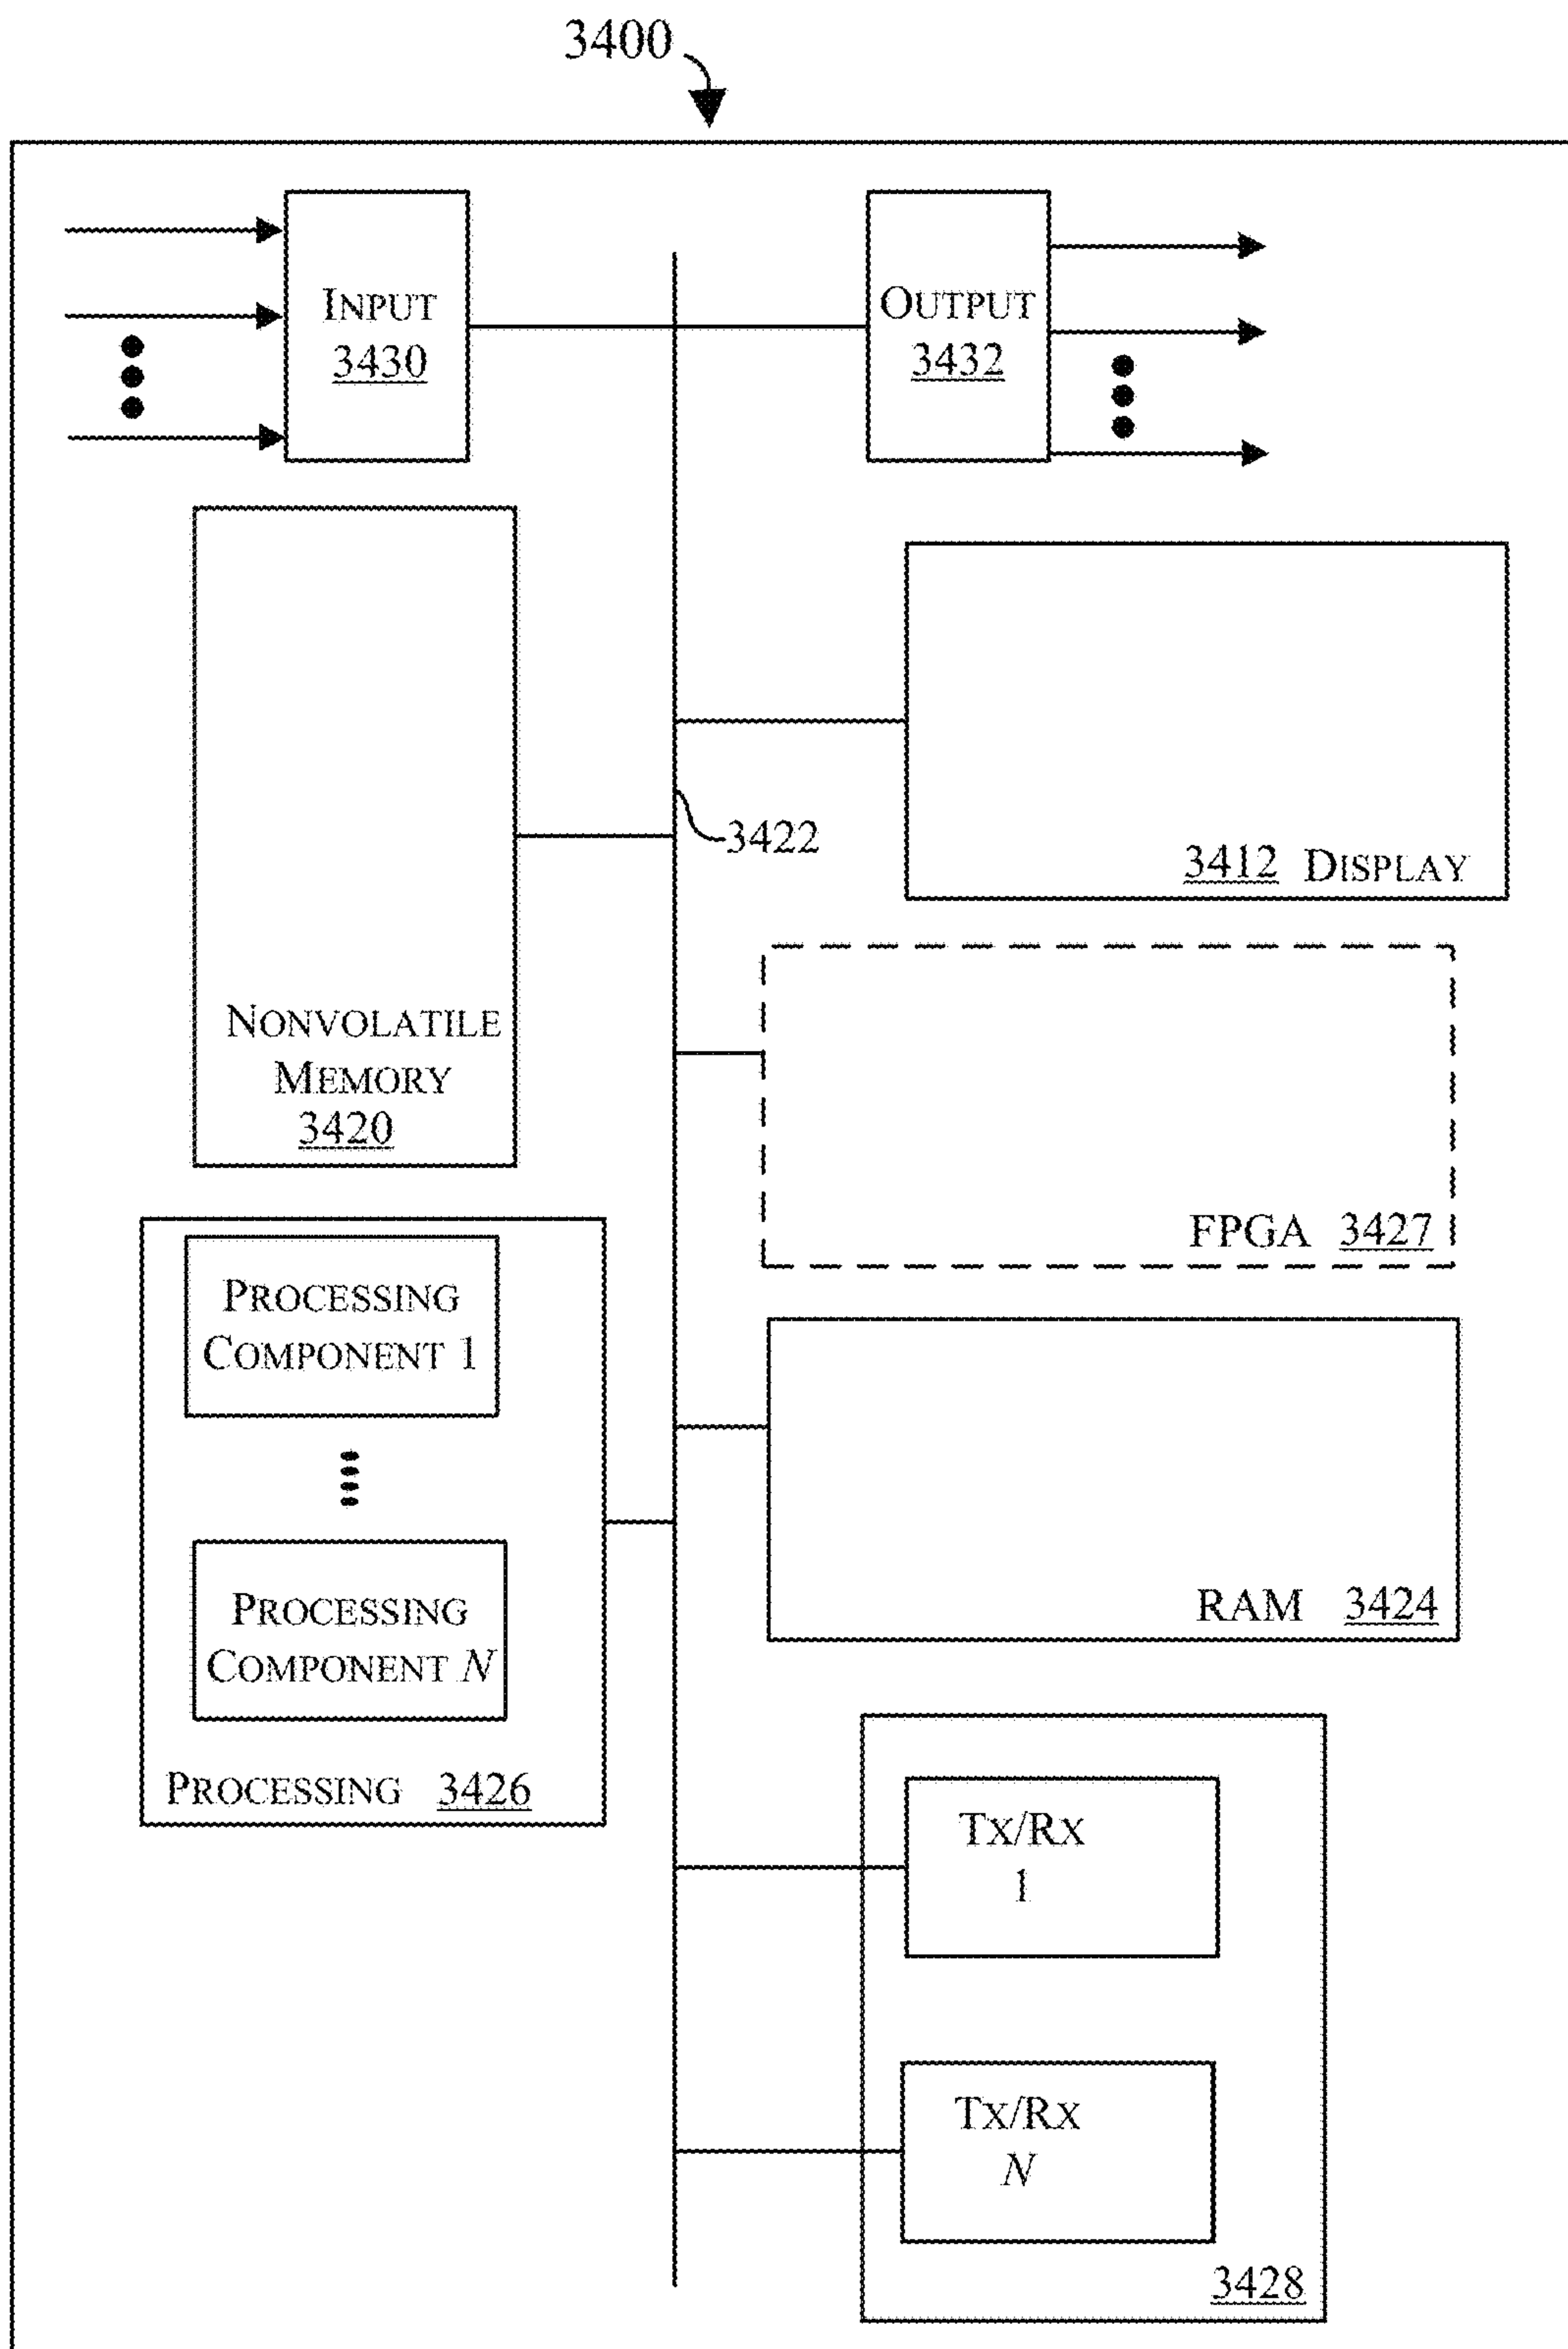 3400
INPUT
3430
OUTPUT
3432
3422
3412 DISPLAY
NONVOLATILE
MEMORY
3420
FPGA 3427
PROCESSING
COMPONENT 1
PROCESSING
COMPONENT N
PROCESSING 3426
RAM 3424
TX/RX
1
TX/RX
N
3428